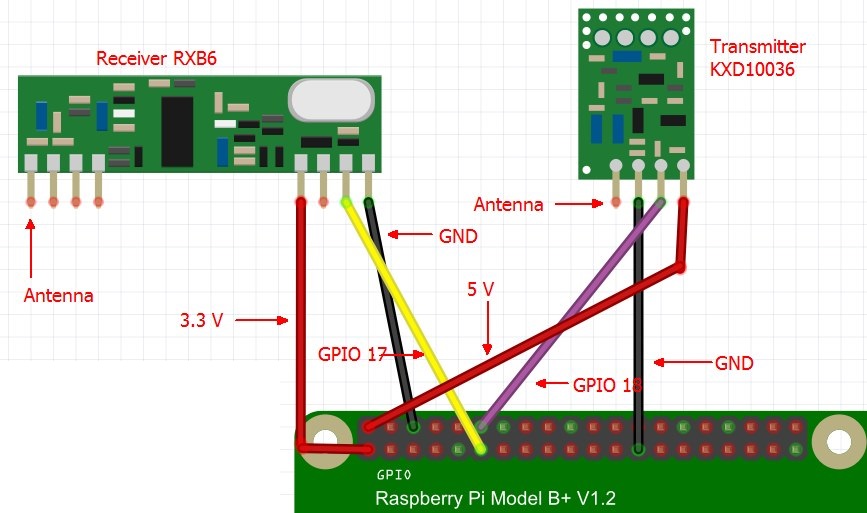 Receiver RXB6
Transmitter
KXD10036
Antenna
GND
Antenna
3.3 V
5 V
GPIO 17
GPIO 18
GND
GPIO
Raspberry Pi Model B+ V1.2